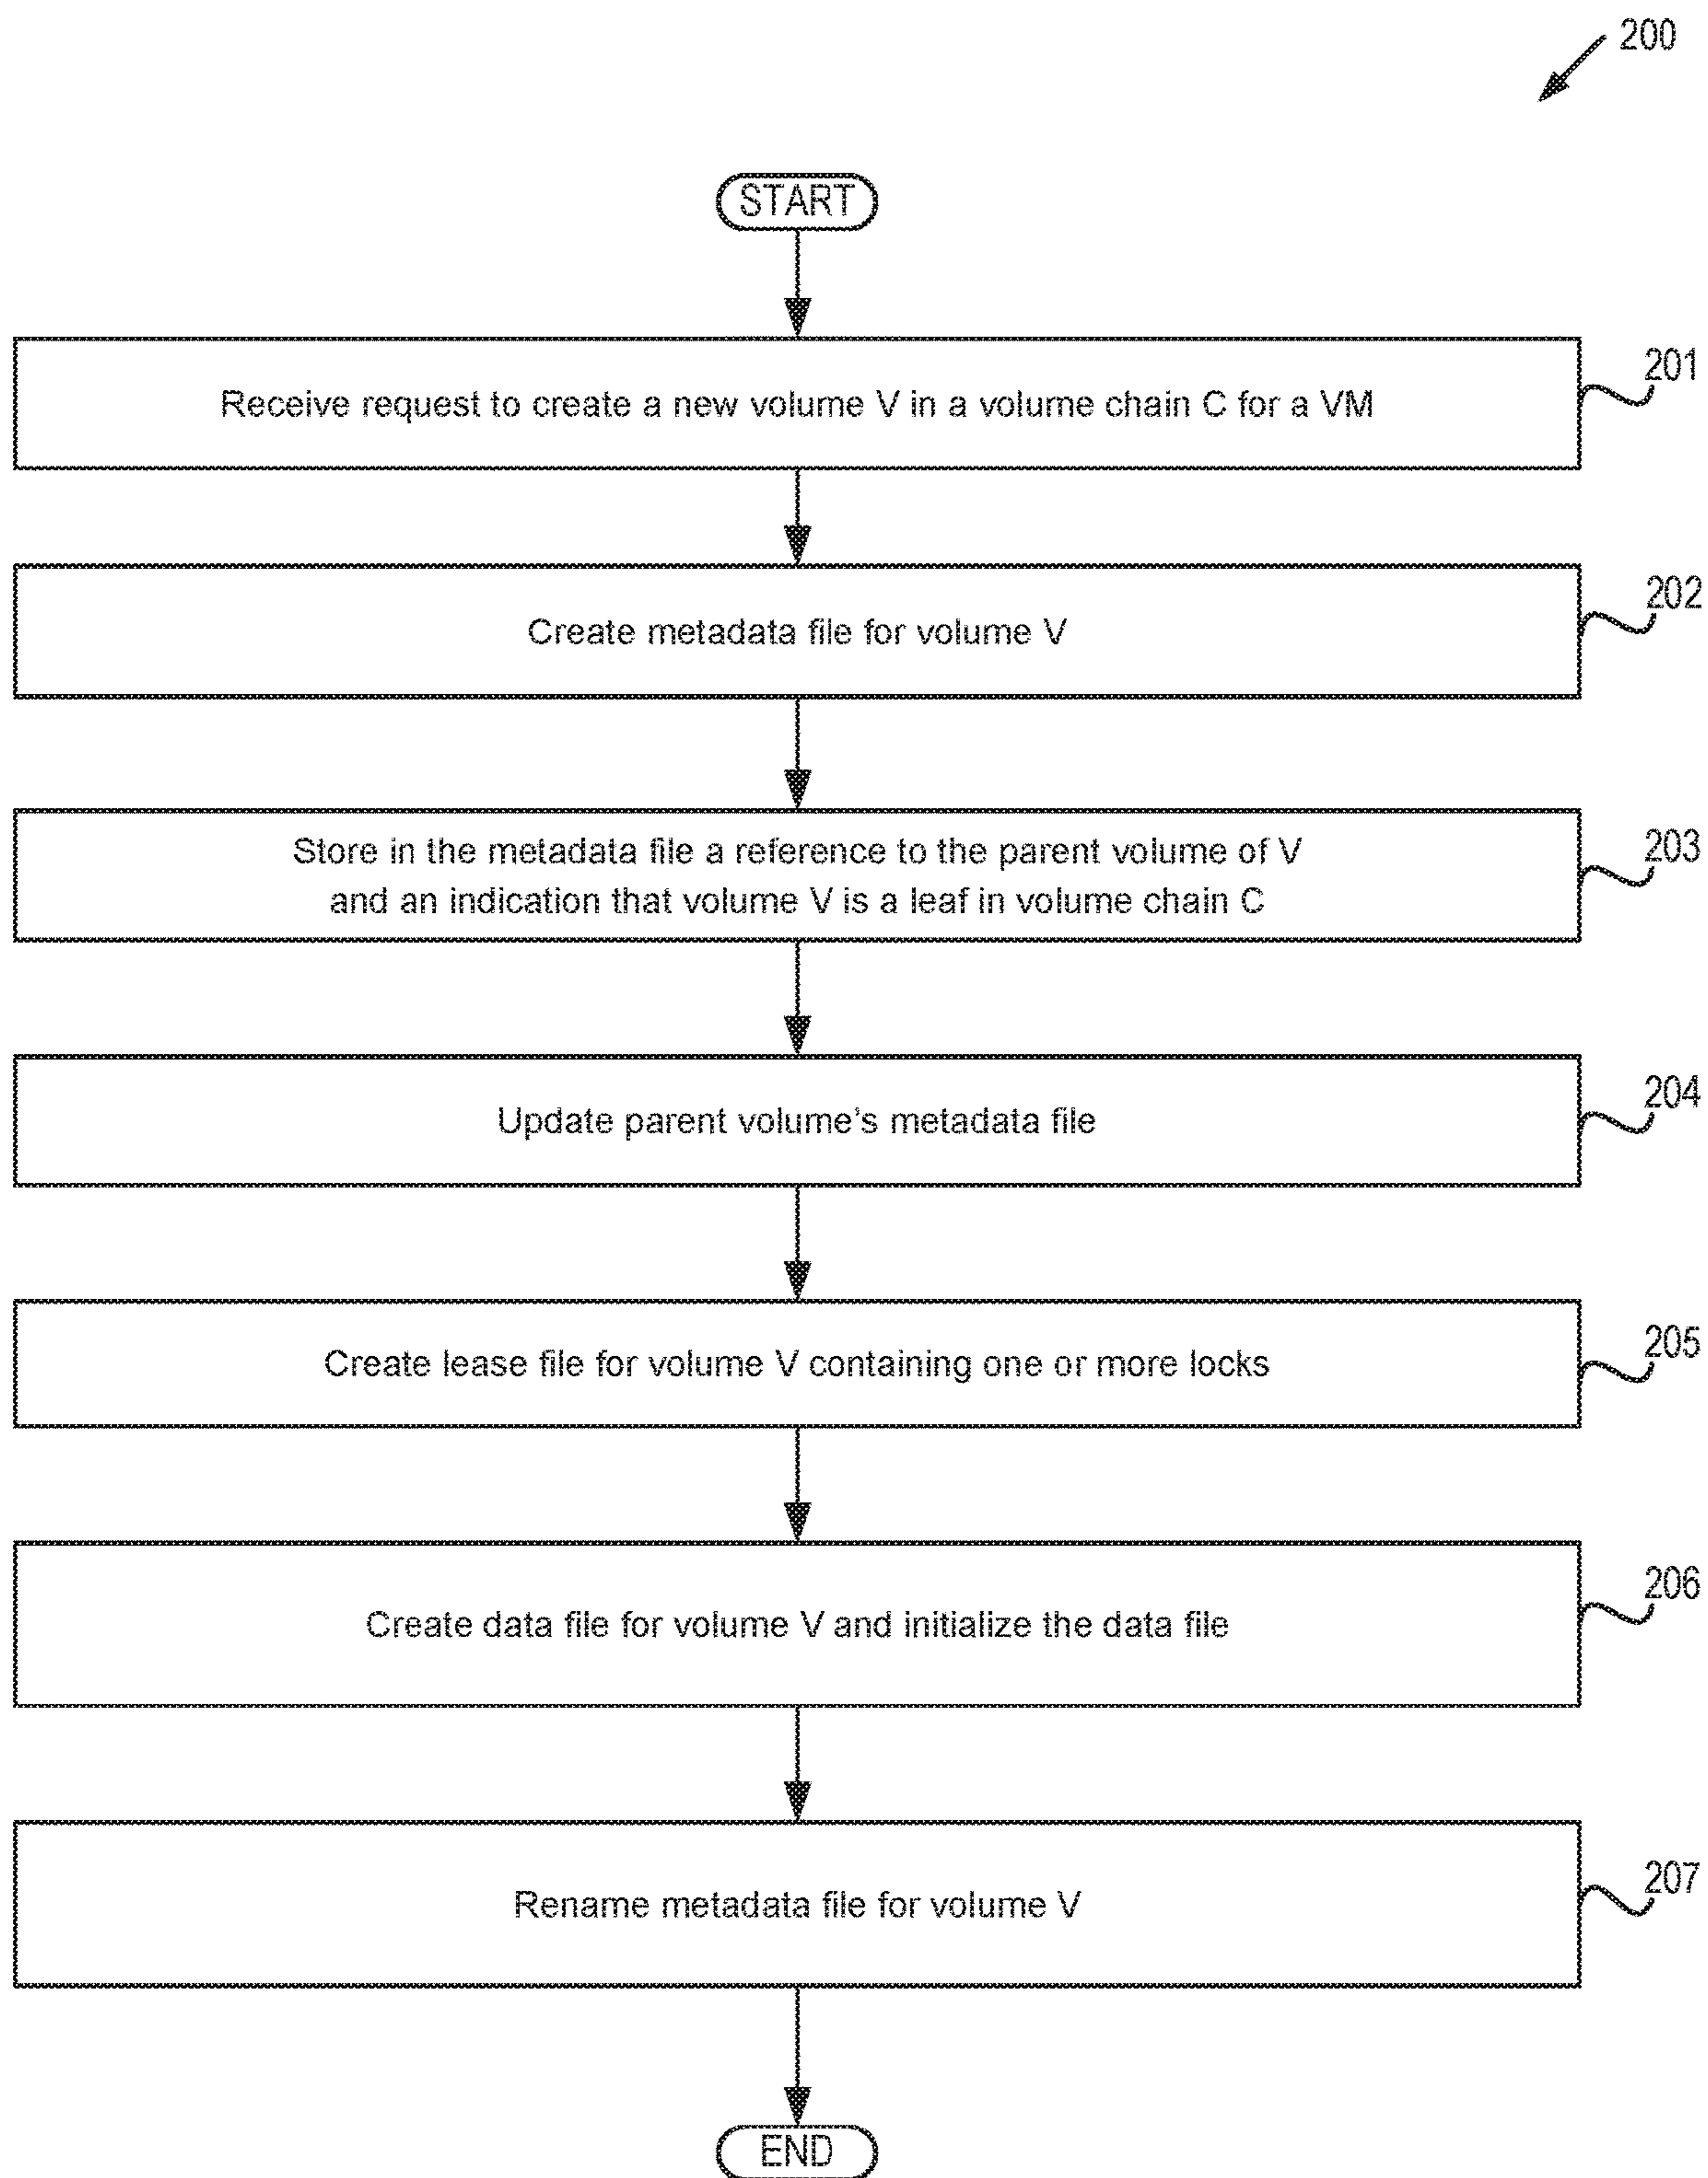 200
START
Receive request to create a new volume V in a volume chain C for a VM
201
Create metadata file for volume V
202
Store in the metadata file a reference to the parent volume of V
and an indication that volume V is a leaf in volume chain C
203
Update parent volume's metadata file
204
Create lease file for volume V containing one or more locks
205
Create data file for volume V and initialize the data file
206
Rename metadata file for volume V
207
END